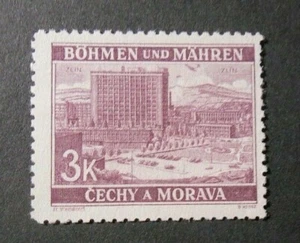 BÖHMEN UND MÄHREN
3K
ČECHY A MORAVA